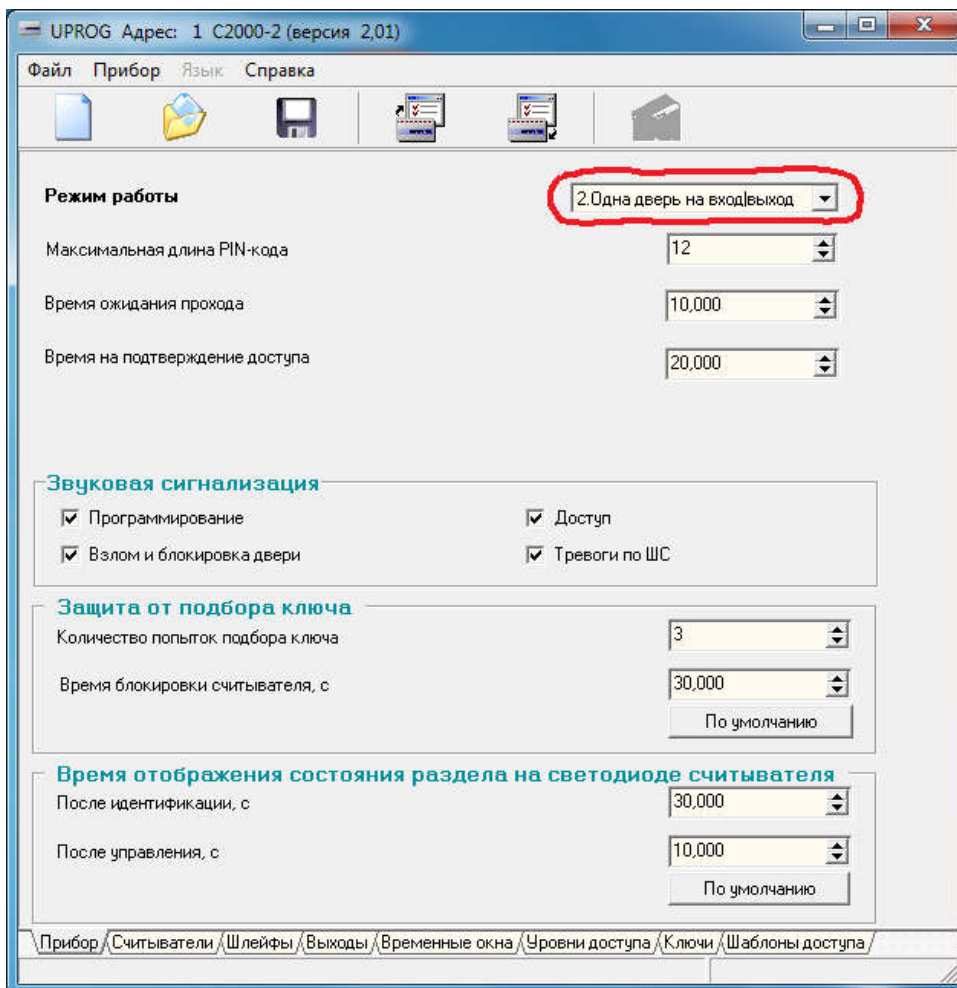 UPROG Адрес: 1 С2000-2 (версия 2,01)
Файл Прибор Язык Справка
Режим работы 2.Одна дверь на вход|выход
Максимальная длина PIN-кода 12
Время ожидания прохода 10,000
Время на подтверждение доступа 20,000
Звуковая сигнализация
Программирование Доступ
Взлом и блокировка двери Тревоги по ШС
Защита от подбора ключа
Количество попыток подбора ключа 3
Время блокировки считывателя, с 30,000
По умолчанию
Время отображения состояния раздела на светодиоде считывателя
После идентификации, с 30,000
После управления, с 10,000
По умолчанию
Прибор Считыватели Шлейфы Выходы Временные окна Уровни доступа Ключи Шаблоны доступа